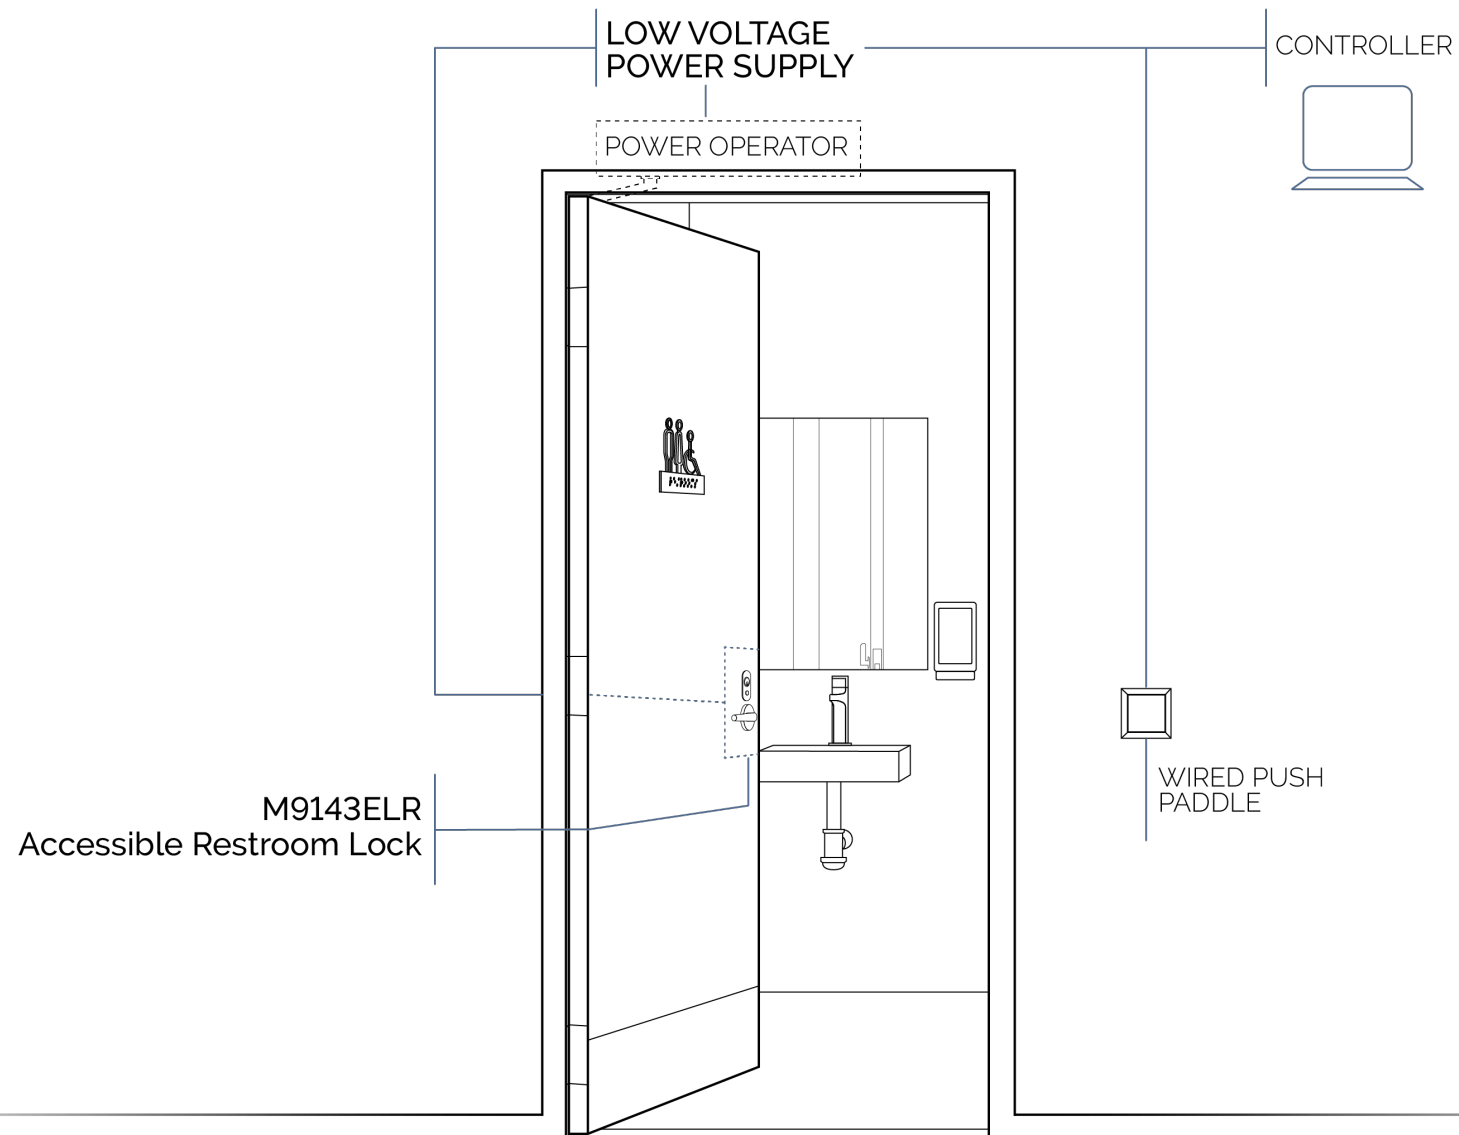 LOW VOLTAGE
POWER SUPPLY
CONTROLLER
POWER OPERATOR
M9143ELR
Accessible Restroom Lock
WIRED PUSH
PADDLE